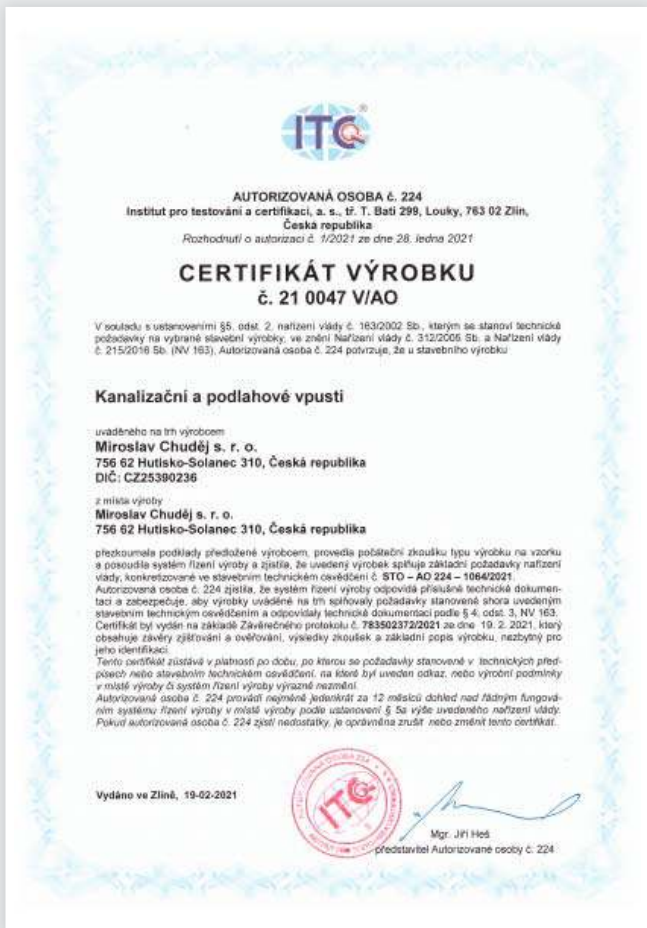 ITC
®
AUTORIZOVANÁ OSOBA č. 224
Institut pro testování a certifikaci, a. s., tř. T. Bati 299, Louky, 763 02 Zlín,
Česká republika
Rozhodnutí o autorizaci č. 1/2021 ze dne 28. ledna 2021
CERTIFIKÁT VÝROBKU
č. 21 0047 V/AO
V souladu s ustanoveními §5, odst. 2, nařízení vlády č. 163/2002 Sb., kterým se stanoví technické
požadavky na vybrané stavební výrobky, ve znění Nařízení vlády č. 312/2005 Sb. a Nařízení vlády
č. 215/2016 Sb. (NV 163), Autorizovaná osoba č. 224 potvrzuje, že u stavebního výrobku
Kanalizační a podlahové vpusti
uváděného na trh výrobcem
Miroslav Chuděj s. r. o.
756 62 Hutisko-Solanec 310, Česká republika
DIČ: CZ25390236
z místa výroby
Miroslav Chuděj s. r. o.
756 62 Hutisko-Solanec 310, Česká republika
přezkoumala podklady předložené výrobcem, provedla počáteční zkoušku typu výrobku na vzorku
a posoudila systém řízení výroby a zjistila, že uvedený výrobek splňuje základní požadavky nařízení
vlády, konkretizované ve stavebním technickém osvědčení č. STO – AO 224 – 1064/2021.
Autorizovaná osoba č. 224 zjistila, že systém řízení výroby odpovídá příslušné technické dokumen-
taci a zabezpečuje, aby výrobky uváděné na trh splňovaly požadavky stanovené shora uvedeným
stavebním technickým osvědčením a odpovídaly technické dokumentaci podle § 4, odst. 3, NV 163.
Certifikát byl vydán na základě Závěrečného protokolu č. 783502372/2021 ze dne 19. 2. 2021, který
obsahuje závěry zjišťování a ověřování, výsledky zkoušek a základní popis výrobku, nezbytný pro
jeho identifikaci.
Tento certifikát zůstává v platnosti po dobu, po kterou se požadavky stanovené v technických před-
pisech nebo stavebním technickém osvědčení, na které byl uveden odkaz, nebo výrobní podmínky
v místě výroby či systém řízení výroby výrazně nezmění.
Autorizovaná osoba č. 224 provádí nejméně jedenkrát za 12 měsíců dohled nad řádným fungová-
ním systému řízení výroby v místě výroby podle ustanovení § 5a výše uvedeného nařízení vlády.
Pokud autorizovaná osoba č. 224 zjistí nedostatky, je oprávněna zrušit nebo změnit tento certifikát.
Vydáno ve Zlíně, 19-02-2021
AUTORIZOVANÁ OSOBA 224
ITC
Mgr. Jiří Heš
představitel Autorizované osoby č. 224